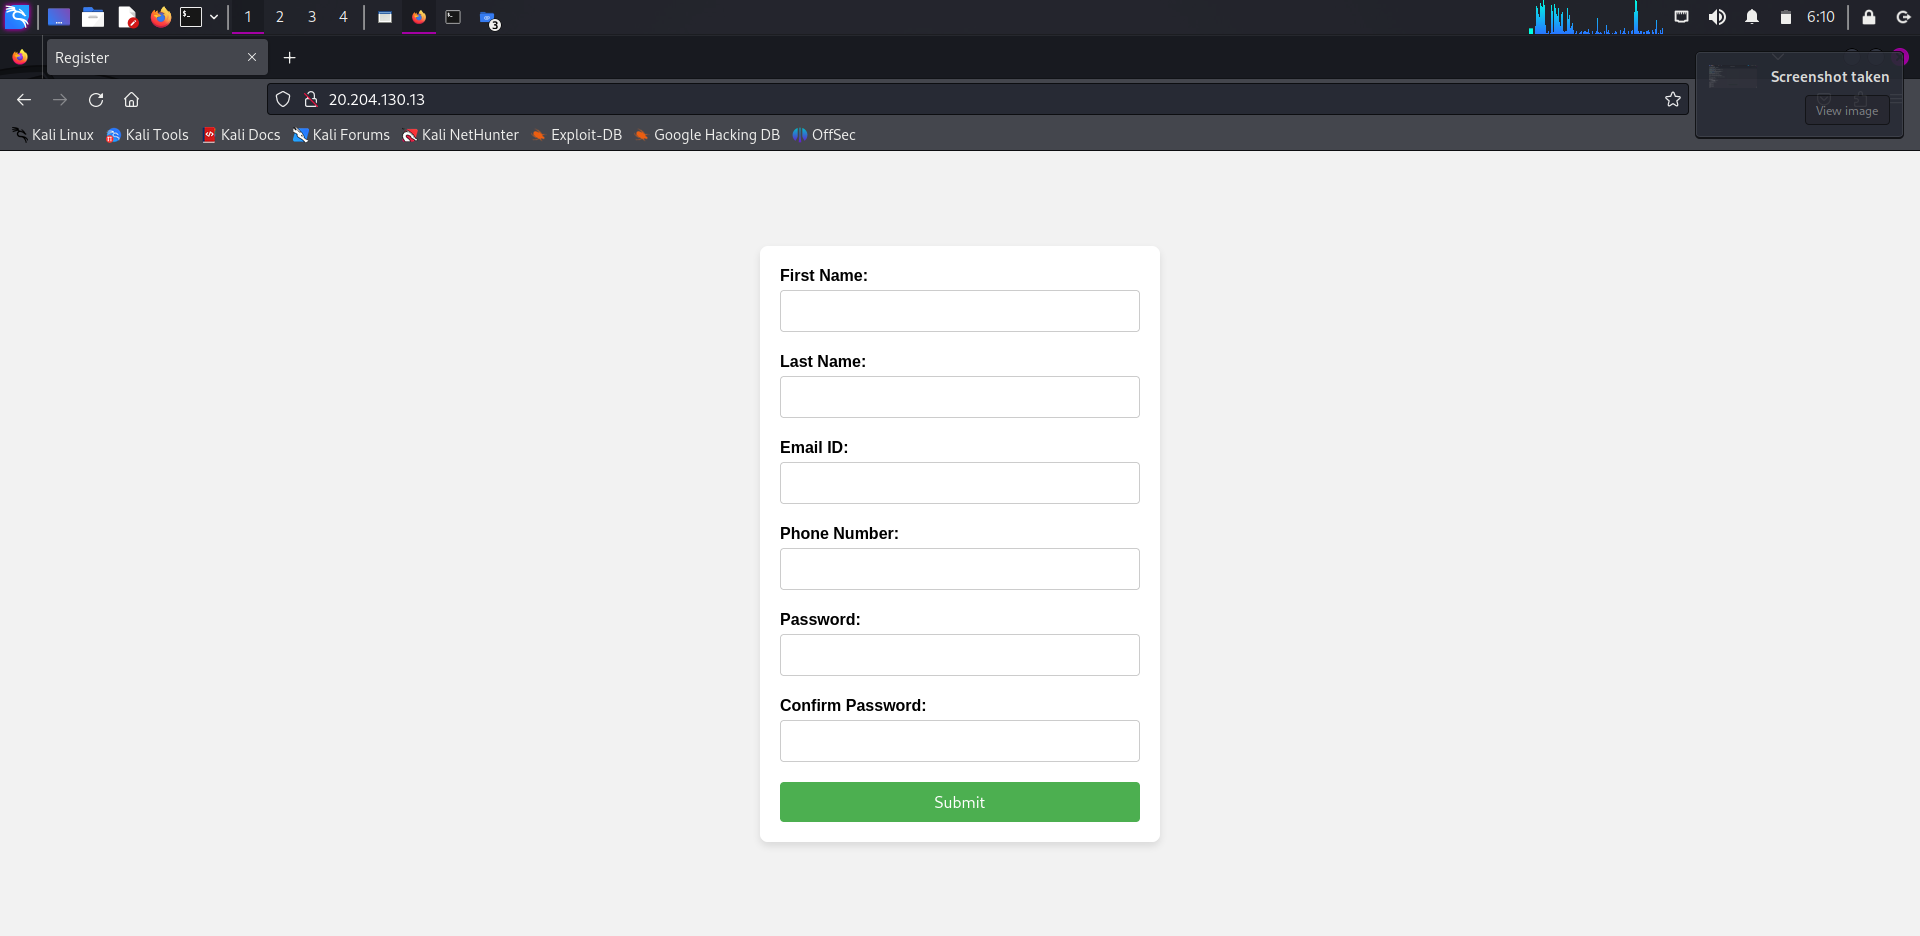 1 2 3 4 3 6:10
Register
Screenshot taken
View image
20.204.130.13
Kali Linux Kali Tools Kali Docs Kali Forums Kali NetHunter Exploit-DB Google Hacking DB OffSec
First Name:
Last Name:
Email ID:
Phone Number:
Password:
Confirm Password:
Submit